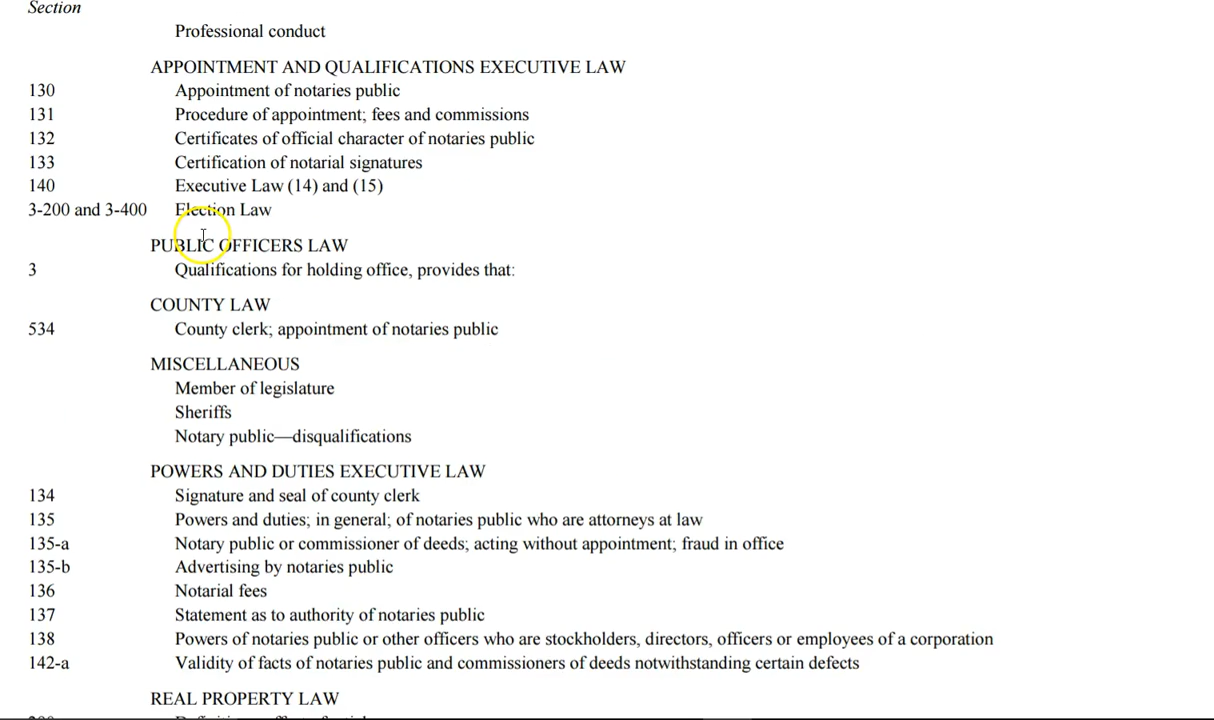 Section
Professional conduct
APPOINTMENT AND QUALIFICATIONS EXECUTIVE LAW
130 Appointment of notaries public
131 Procedure of appointment; fees and commissions
132 Certificates of official character of notaries public
133 Certification of notarial signatures
140 Executive Law (14) and (15)
3-200 and 3-400 Election Law
PUBLIC OFFICERS LAW
3 Qualifications for holding office, provides that:
COUNTY LAW
534 County clerk; appointment of notaries public
MISCELLANEOUS
Member of legislature
Sheriffs
Notary public—disqualifications
POWERS AND DUTIES EXECUTIVE LAW
134 Signature and seal of county clerk
135 Powers and duties; in general; of notaries public who are attorneys at law
135-a Notary public or commissioner of deeds; acting without appointment; fraud in office
135-b Advertising by notaries public
136 Notarial fees
137 Statement as to authority of notaries public
138 Powers of notaries public or other officers who are stockholders, directors, officers or employees of a corporation
142-a Validity of facts of notaries public and commissioners of deeds notwithstanding certain defects
REAL PROPERTY LAW